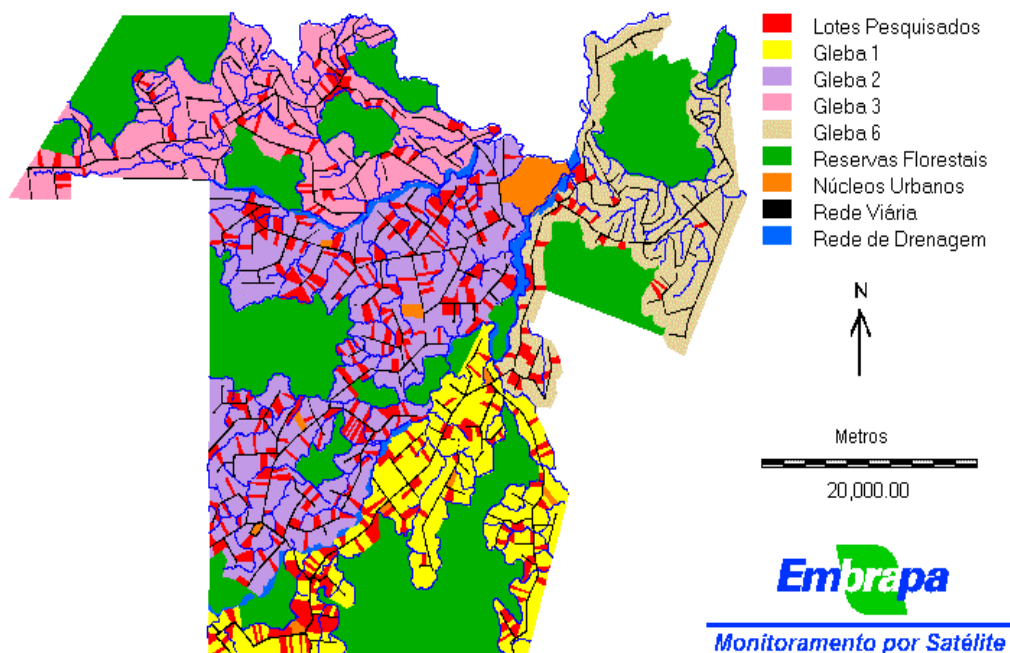 Lotes Pesquisados
Gleba 1
Gleba 2
Gleba 3
Gleba 6
Reservas Florestais
Núcleos Urbanos
Rede Viária
Rede de Drenagem
N
Metros
20,000.00
Embrapa
Monitoramento por Satélite